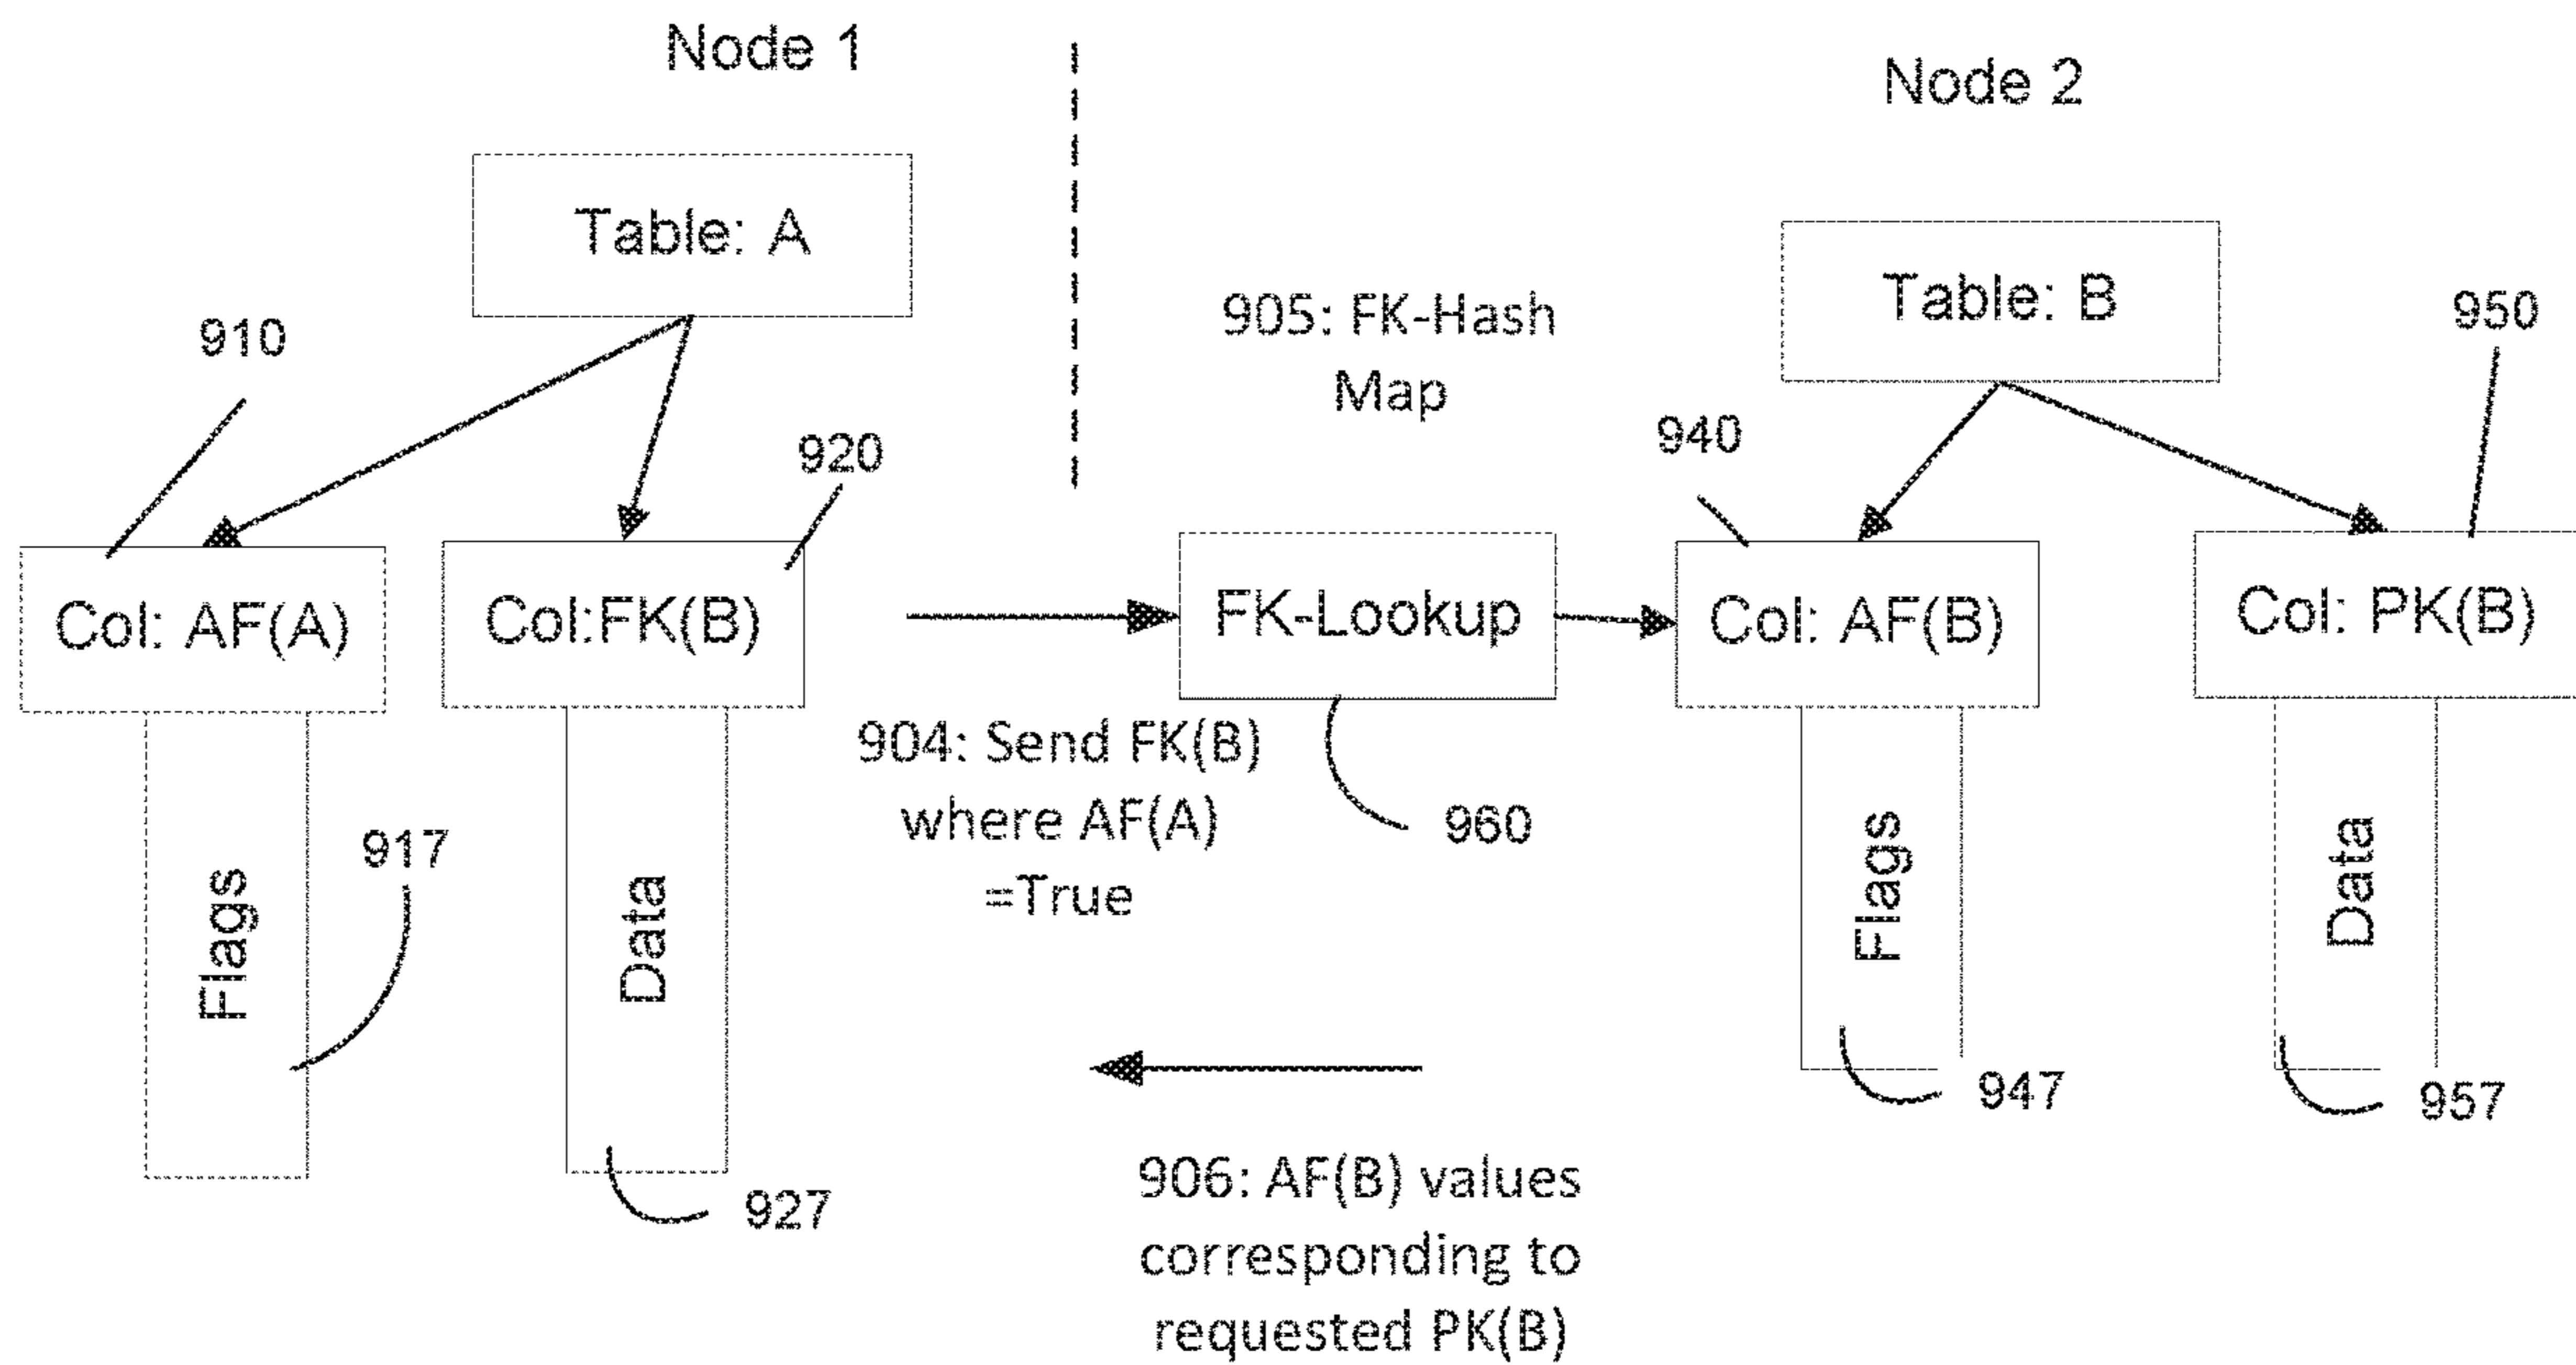 Node 1
Node 2
Table: A
Table: B
910
920
905: FK-Hash
Map
940
950
Col: AF(A)
Col:FK(B)
FK-Lookup
Col: AF(B)
Col: PK(B)
904: Send FK(B)
where AF(A)
=True
960
917
Flags
Data
Flags
Data
927
947
957
906: AF(B) values
corresponding to
requested PK(B)